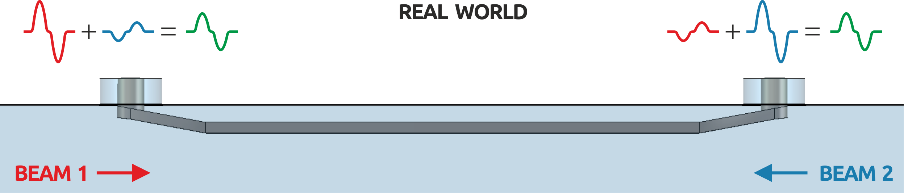 REAL WORLD
+ =
+ =
BEAM 1
BEAM 2